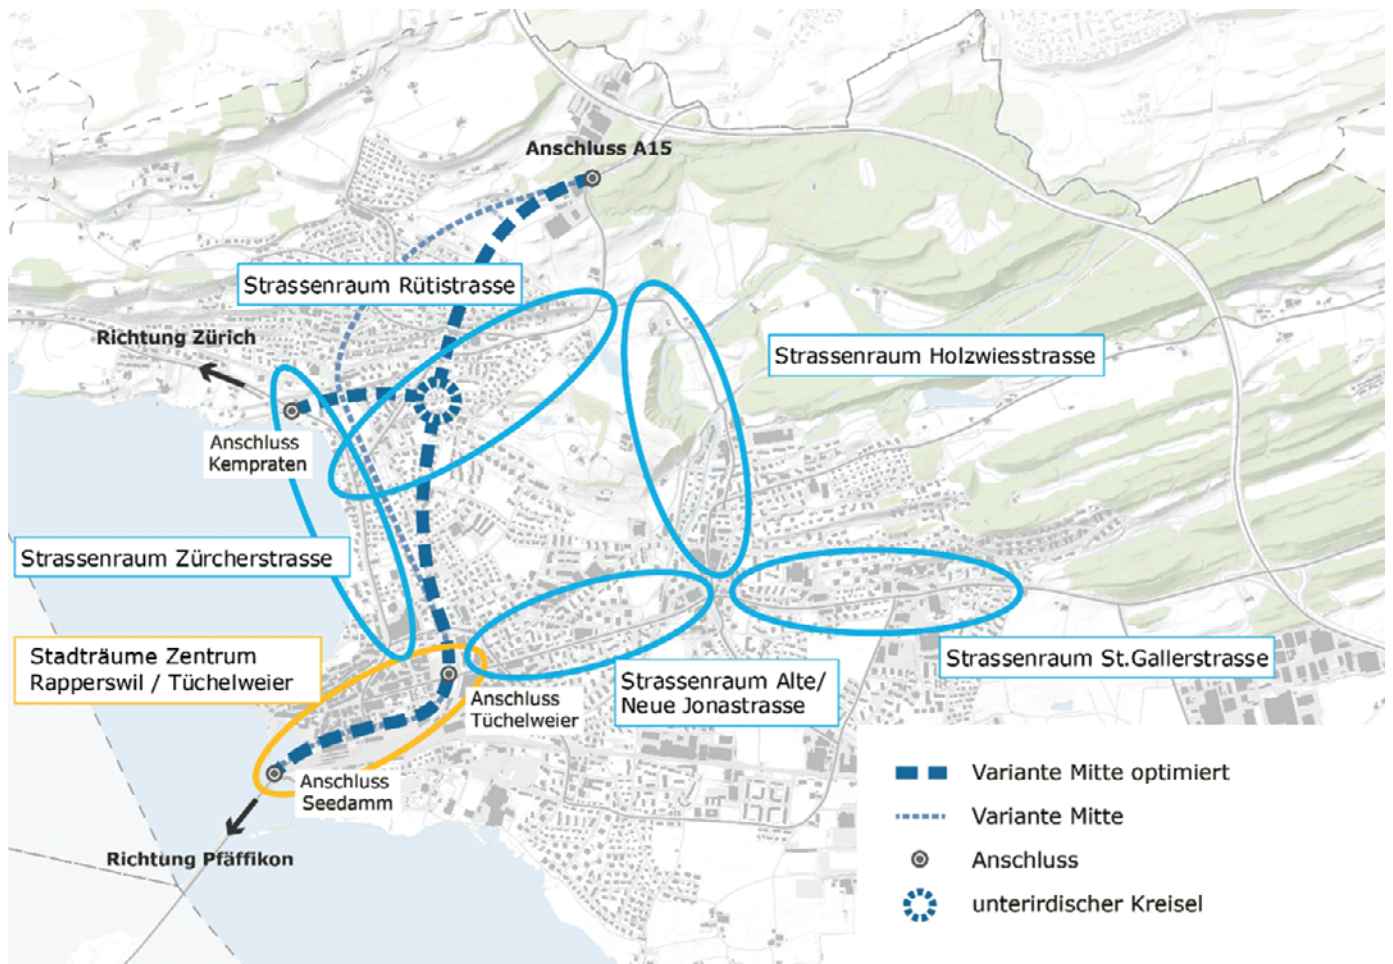 Anschluss A15
Strassenraum Rütistrasse
Richtung Zürich
Strassenraum Holzwiesstrasse
Anschluss
Kempraten
Strassenraum Zürcherstrasse
Stadträume Zentrum
Rapperswil / Tüchelweier
Strassenraum St.Gallerstrasse
Strassenraum Alte/
Neue Jonastrasse
Anschluss
Tüchelweier
Anschluss
Seedamm
Richtung Pfäffikon
Variante Mitte optimiert
Variante Mitte
Anschluss
unterirdischer Kreisel